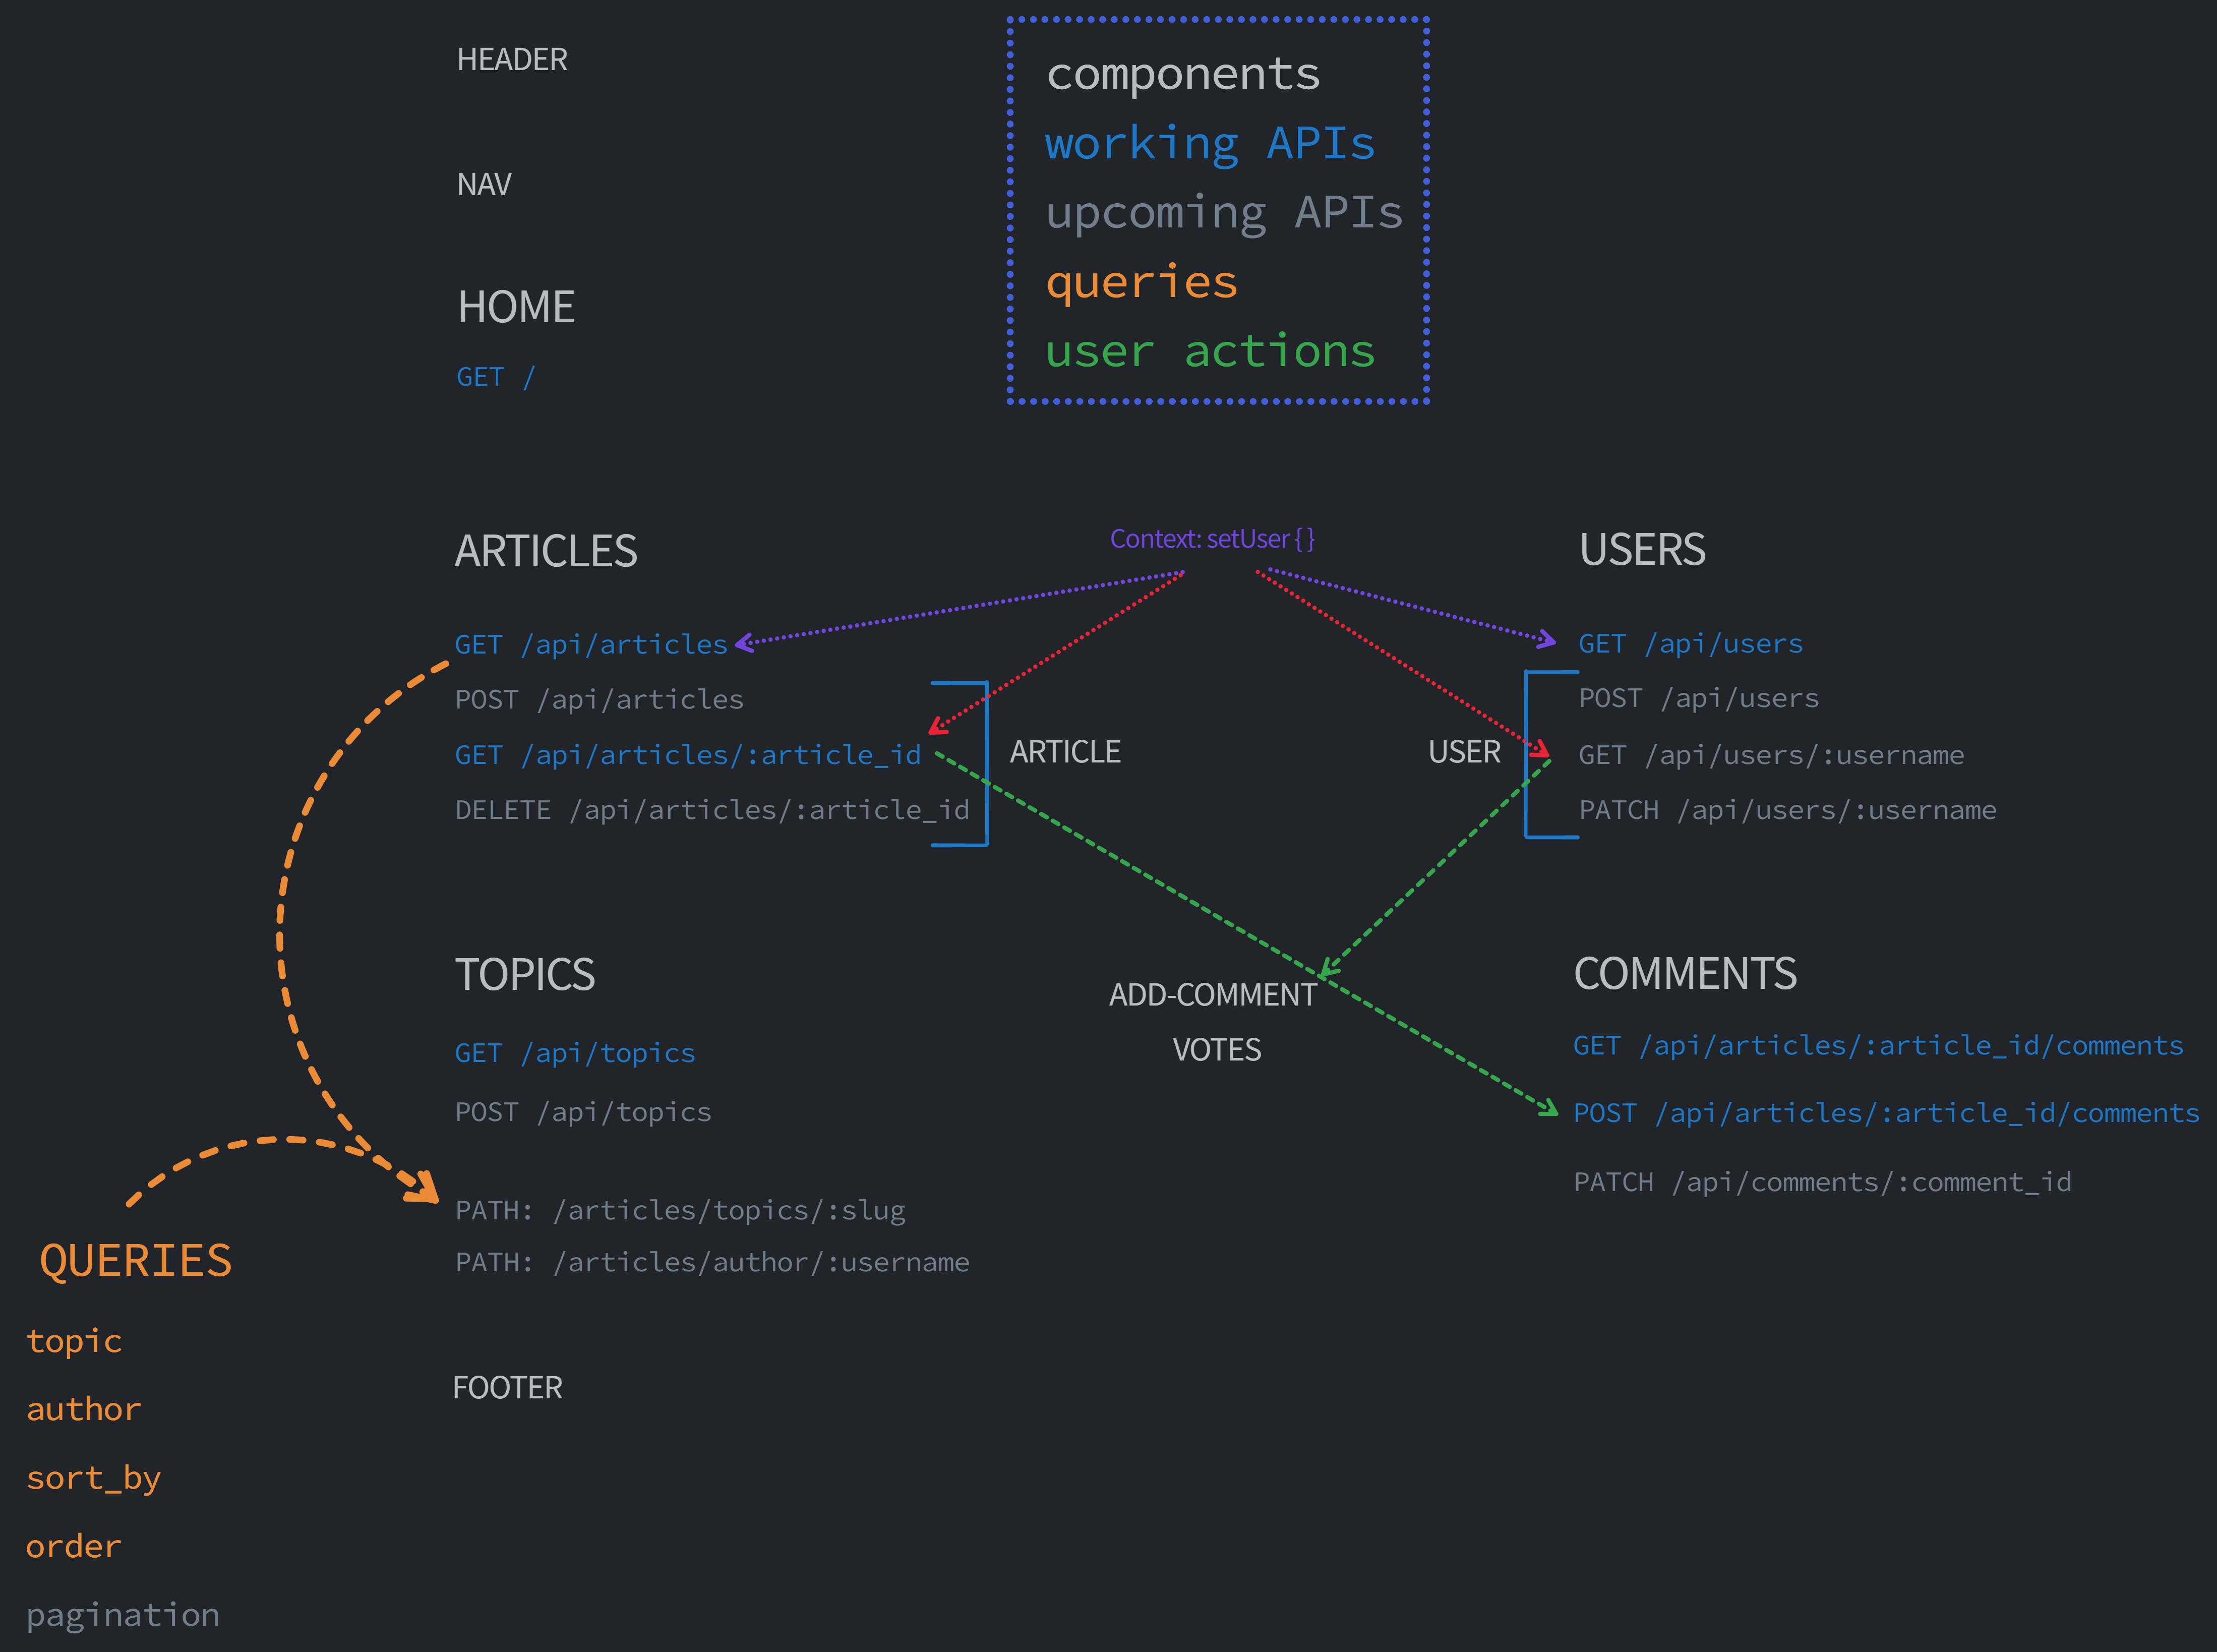 HEADER
NAV
HOME
GET /
components
working APIs
upcoming APIs
queries
user actions
ARTICLES
GET /api/articles
POST /api/articles
GET /api/articles/:article_id
DELETE /api/articles/:article_id
ARTICLE
Context: setUser { }
USERS
GET /api/users
POST /api/users
GET /api/users/:username
PATCH /api/users/:username
USER
TOPICS
GET /api/topics
POST /api/topics
PATH: /articles/topics/:slug
PATH: /articles/author/:username
ADD-COMMENT
VOTES
COMMENTS
GET /api/articles/:article_id/comments
POST /api/articles/:article_id/comments
PATCH /api/comments/:comment_id
QUERIES
topic
author
sort_by
order
pagination
FOOTER